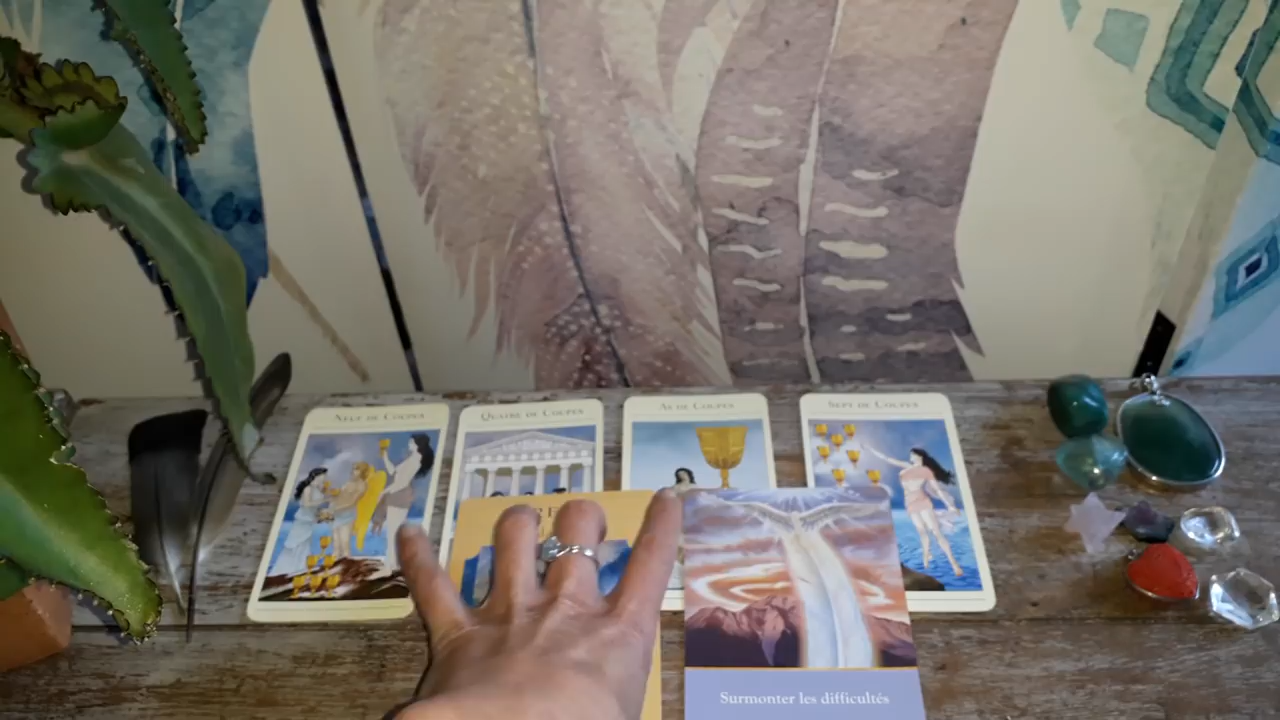 Neuf de Coupes
Quatre de Coupes
As de Coupes
Sept de Coupes
Surmonter les difficultés